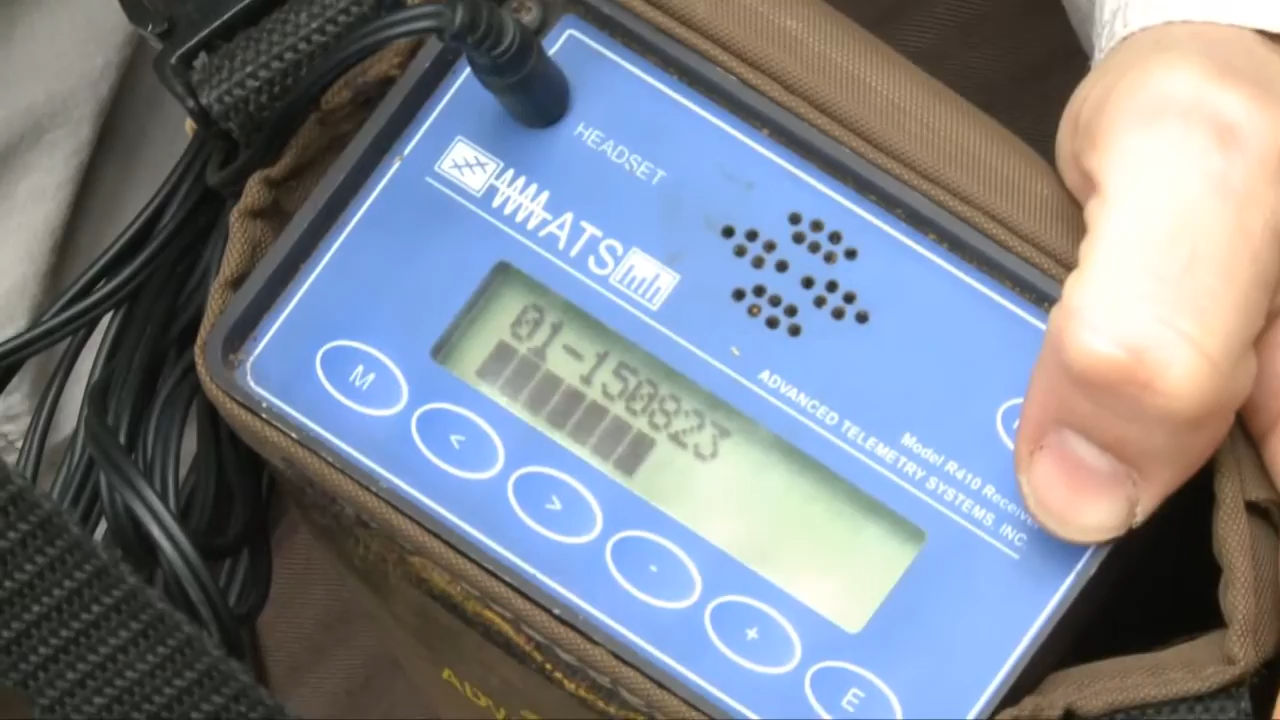 HEADSET
ATS
01-150823
ADVANCED TELEMETRY SYSTEMS, INC.
Model R410 Receiver
M
<
>
-
+
E